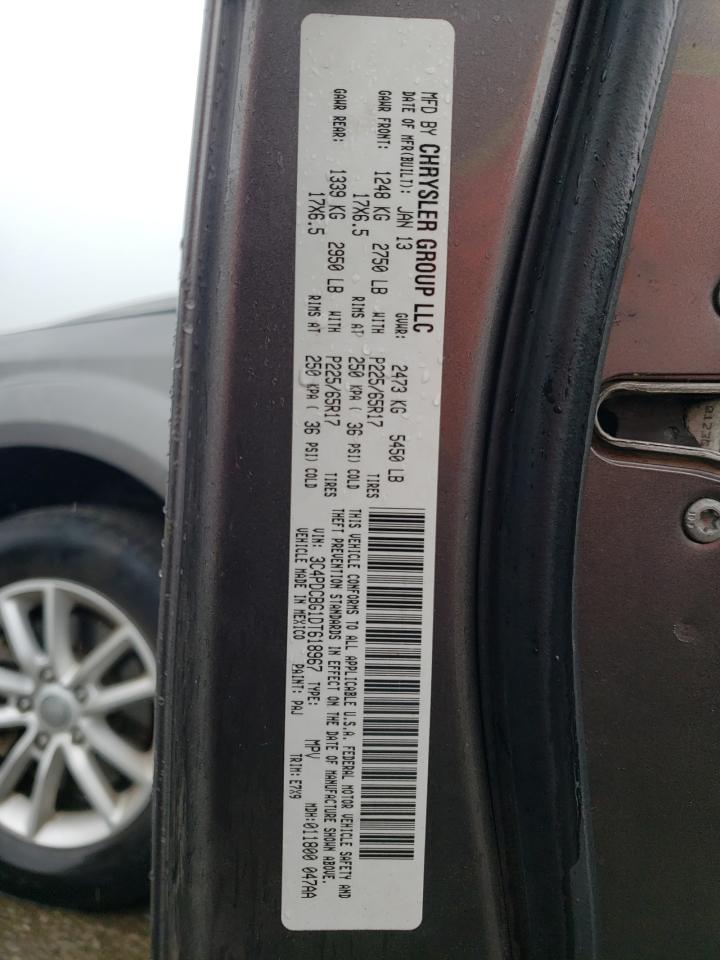 MFD BY CHRYSLER GROUP LLC
DATE OF MFR(BUILT): JAN 13 GVWR: 2473 KG 5450 LB
GAWR FRONT: 1248 KG 2750 LB WITH P225/65R17 TIRES
17X6.5 RIMS AT 250 KPA ( 36 PSI) COLD
GAWR REAR: 1339 KG 2950 LB WITH P225/65R17 TIRES
17X6.5 RIMS AT 250 KPA ( 36 PSI) COLD
THIS VEHICLE CONFORMS TO ALL APPLICABLE U.S.A. FEDERAL MOTOR VEHICLE SAFETY AND
THEFT PREVENTION STANDARDS IN EFFECT ON THE DATE OF MANUFACTURE SHOWN ABOVE.
VIN: 3C4PDCBG1DT618967 TYPE: MPV MDH:011800 047AA
VEHICLE MADE IN MEXICO PAINT: PAJ TRIM: E7X9